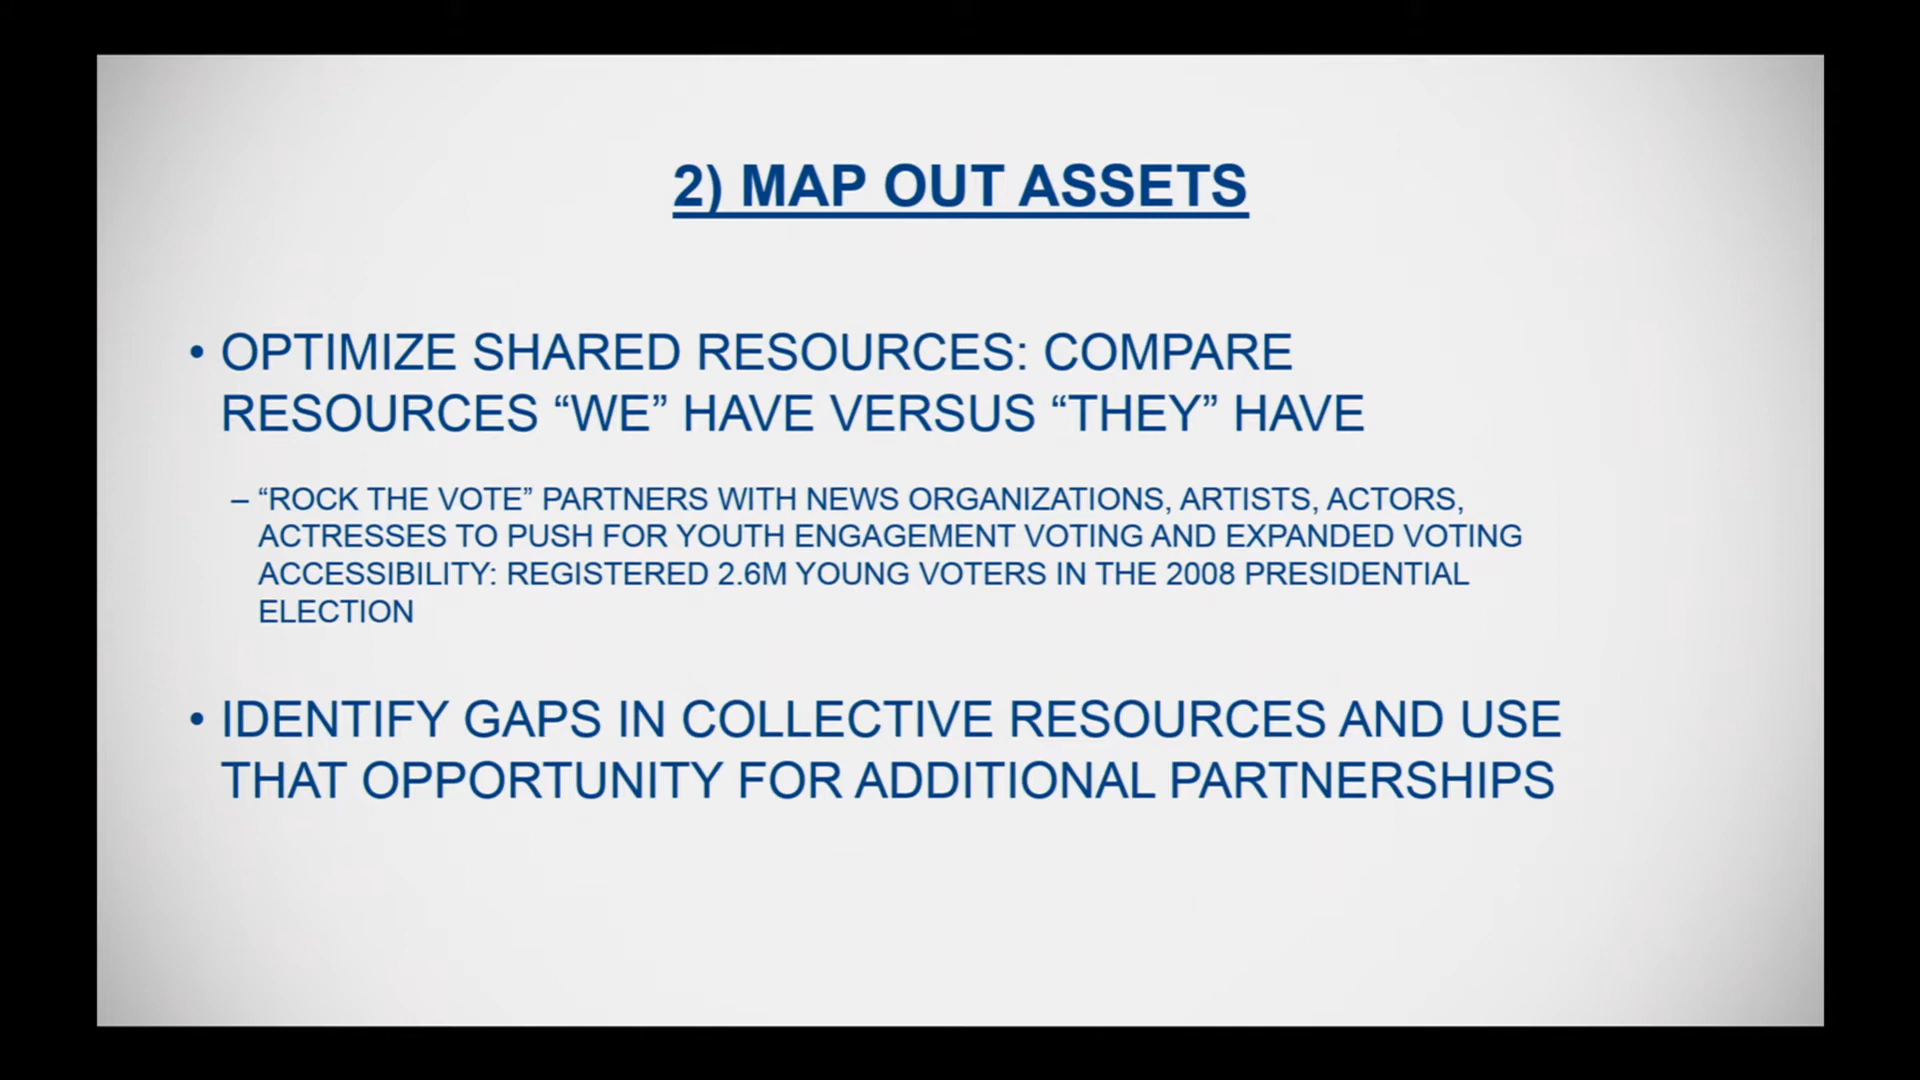 2) MAP OUT ASSETS
• OPTIMIZE SHARED RESOURCES: COMPARE
RESOURCES “WE” HAVE VERSUS “THEY” HAVE
– “ROCK THE VOTE” PARTNERS WITH NEWS ORGANIZATIONS, ARTISTS, ACTORS,
ACTRESSES TO PUSH FOR YOUTH ENGAGEMENT VOTING AND EXPANDED VOTING
ACCESSIBILITY: REGISTERED 2.6M YOUNG VOTERS IN THE 2008 PRESIDENTIAL
ELECTION
• IDENTIFY GAPS IN COLLECTIVE RESOURCES AND USE
THAT OPPORTUNITY FOR ADDITIONAL PARTNERSHIPS